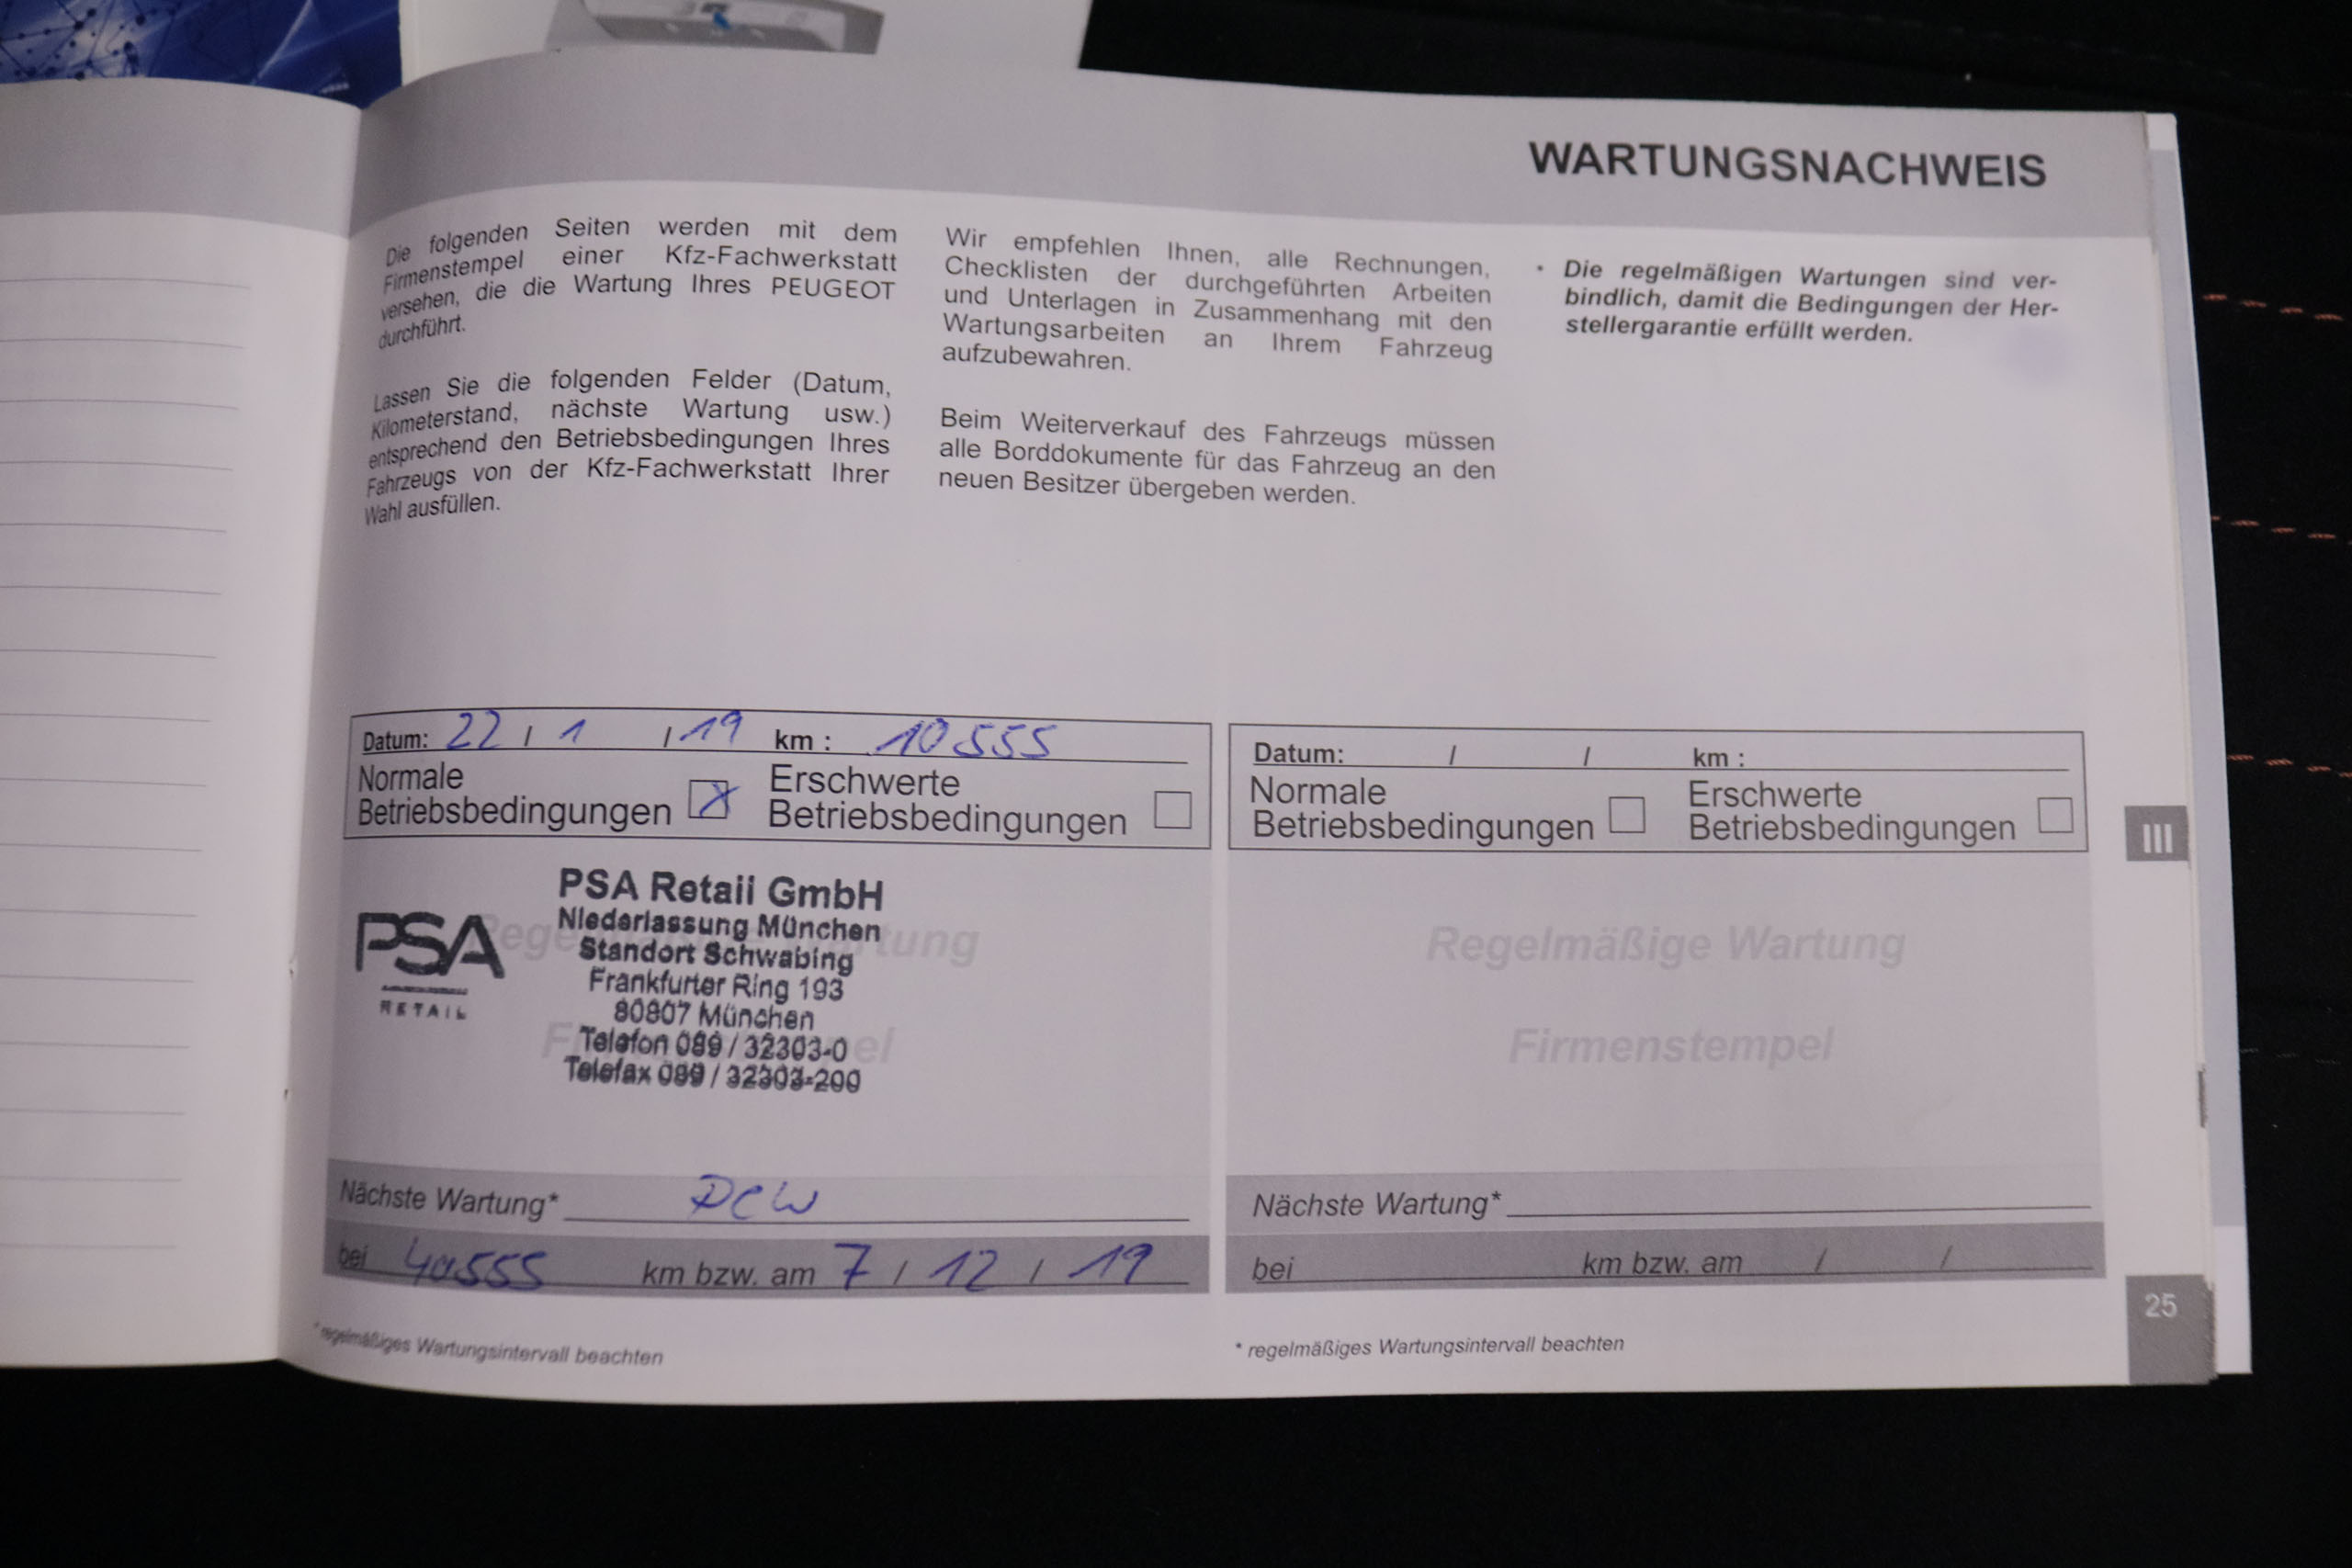 WARTUNGSNACHWEIS
Die folgenden Seiten werden mit dem
Firmenstempel einer Kfz-Fachwerkstatt
versehen, die die Wartung Ihres PEUGEOT
durchführt.
Lassen Sie die folgenden Felder (Datum,
Kilometerstand, nächste Wartung usw.)
entsprechend den Betriebsbedingungen Ihres
Fahrzeugs von der Kfz-Fachwerkstatt Ihrer
Wahl ausfüllen.
Wir empfehlen Ihnen, alle Rechnungen,
Checklisten der durchgeführten Arbeiten
und Unterlagen in Zusammenhang mit den
Wartungsarbeiten an Ihrem Fahrzeug
aufzubewahren.
Beim Weiterverkauf des Fahrzeugs müssen
alle Borddokumente für das Fahrzeug an den
neuen Besitzer übergeben werden.
• Die regelmäßigen Wartungen sind ver-
bindlich, damit die Bedingungen der Her-
stellergarantie erfüllt werden.
Datum: 22 / 1 / 19 km : 10555
Normale
Betriebsbedingungen X
Erschwerte
Betriebsbedingungen
PSA
RETAIL
PSA Retail GmbH
Niederlassung München
Standort Schwabing
Frankfurter Ring 193
80807 München
Telefon 089 / 32303-0
Telefax 089 / 32303-200
Nächste Wartung*
bei 40555 km bzw. am 7 / 12 / 19
* regelmäßiges Wartungsintervall beachten
Datum: / / km :
Normale
Betriebsbedingungen
Erschwerte
Betriebsbedingungen
Regelmäßige Wartung
Firmenstempel
Nächste Wartung*
bei km bzw. am / /
* regelmäßiges Wartungsintervall beachten
III
25